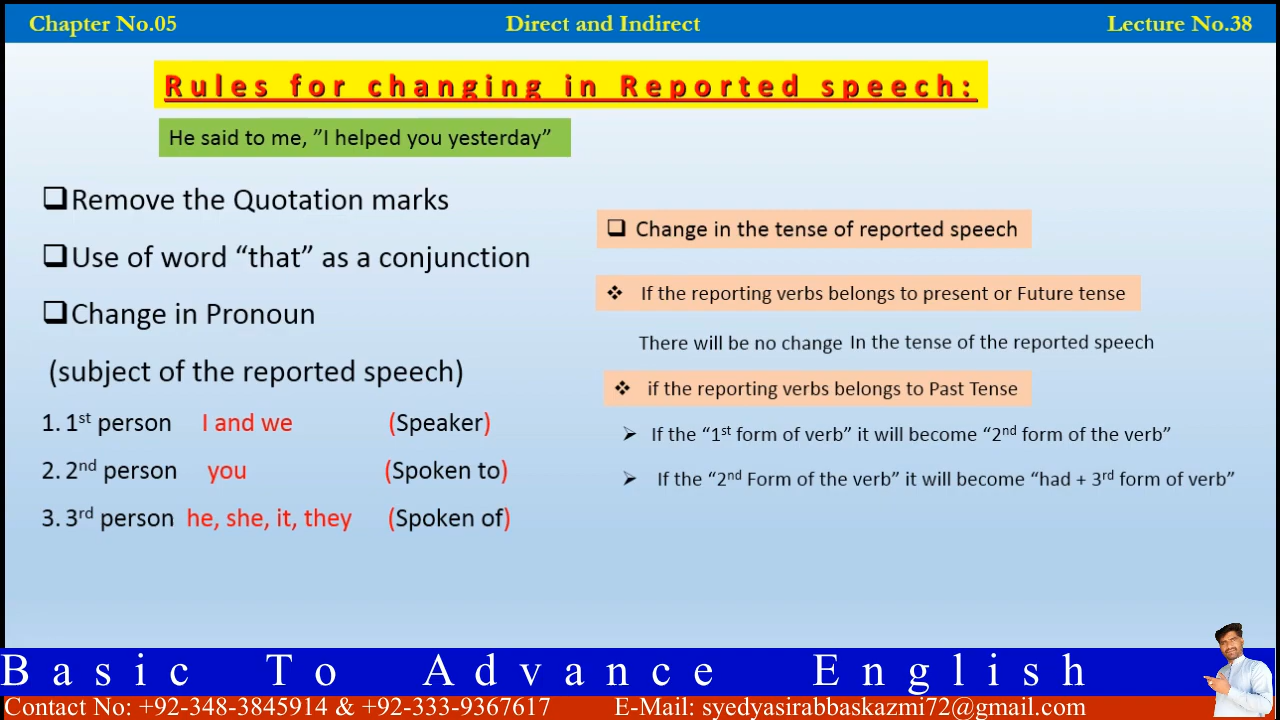 Chapter No.05 Direct and Indirect Lecture No.38
Rules for changing in Reported speech:
He said to me, ”I helped you yesterday”
❑Remove the Quotation marks
❑Use of word “that” as a conjunction
❑Change in Pronoun
(subject of the reported speech)
1. 1st person I and we (Speaker)
2. 2nd person you (Spoken to)
3. 3rd person he, she, it, they (Spoken of)
❑ Change in the tense of reported speech
❖ If the reporting verbs belongs to present or Future tense
There will be no change In the tense of the reported speech
❖ if the reporting verbs belongs to Past Tense
➢ If the “1st form of verb” it will become “2nd form of the verb”
➢ If the “2nd Form of the verb” it will become “had + 3rd form of verb”
Basic To Advance English
Contact No: +92-348-3845914 & +92-333-9367617 E-Mail: syedyasirabbaskazmi72@gmail.com